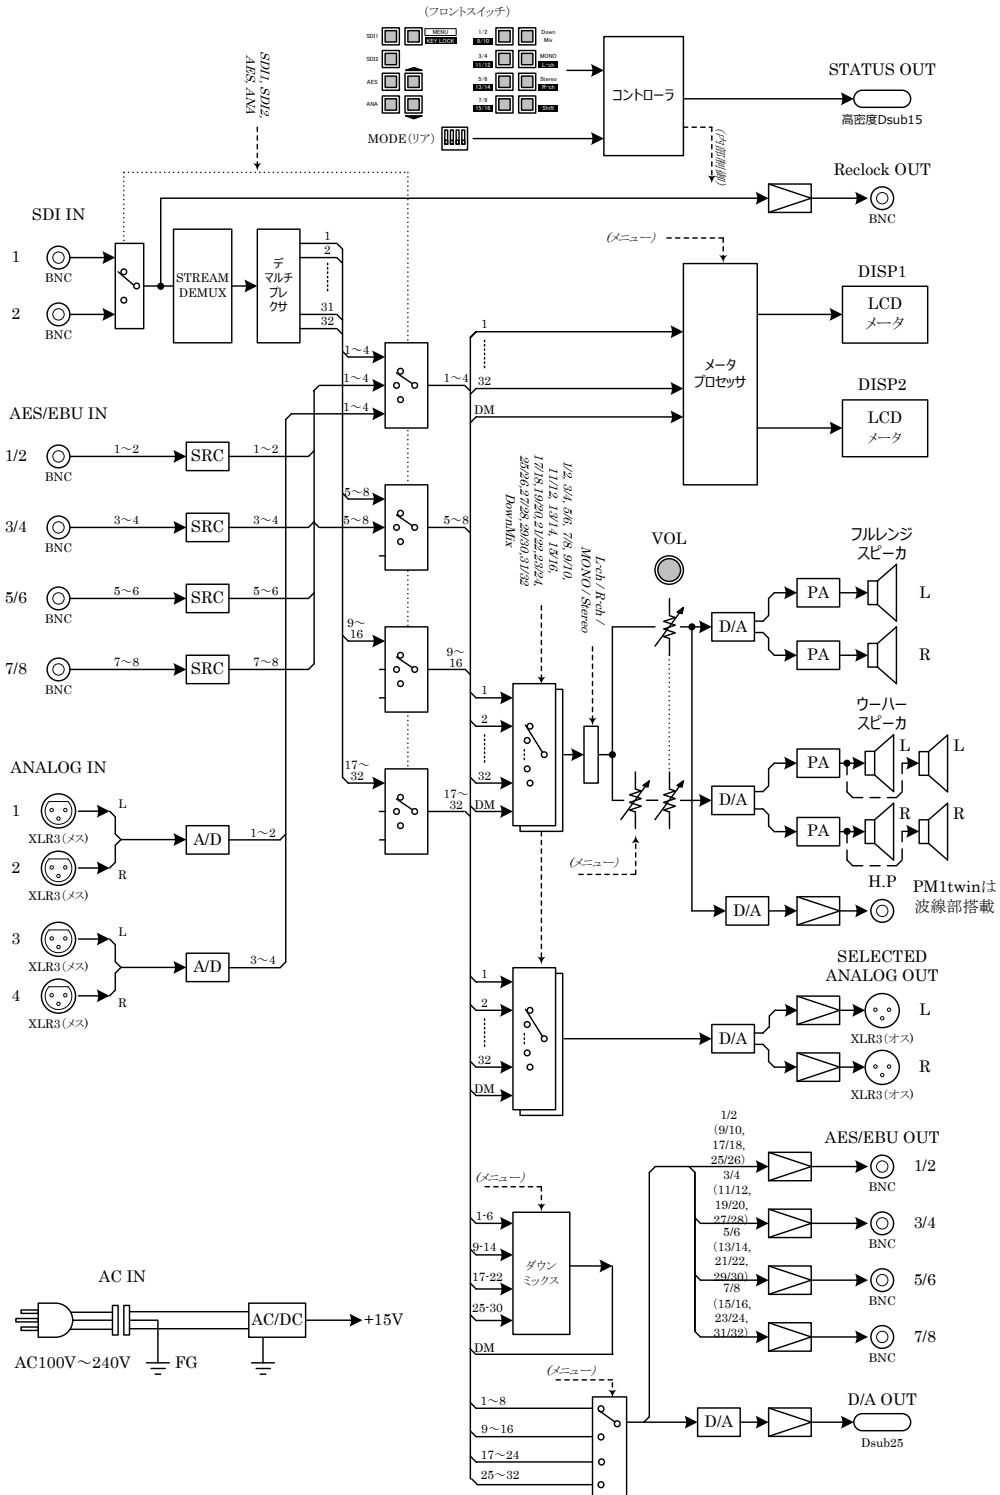 (フロントスイッチ)
SDI1
MENU
KEY LOCK
1/2
9/10
Down
Mix
SDI2
3/4
11/12
MONO
L-ch
AES
5/6
13/14
Stereo
R-ch
ANA
7/8
15/16
Shift
MODE(リア)
コントローラ
(内部制御)
STATUS OUT
高密度Dsub15
Reclock OUT
BNC
SDI1, SDI2,
AES, ANA
SDI IN
1
BNC
2
BNC
STREAM
DEMUX
デ
マルチ
プレ
クサ
1
2
31
32
(メニュー)
メータ
プロセッサ
DISP1
LCD
メータ
DISP2
LCD
メータ
1~4
1~4
1~4
1~4
1
32
DM
AES/EBU IN
1/2
BNC
1~2
SRC
1~2
3/4
BNC
3~4
SRC
3~4
5~8
5~8
5~8
5/6
BNC
5~6
SRC
5~6
7/8
BNC
7~8
SRC
7~8
9~
16
9~
16
17~
32
17~
32
1/2, 3/4, 5/6, 7/8, 9/10,
11/12, 13/14, 15/16,
17/18,19/20,21/22,23/24,
25/26,27/28,29/30,31/32
DownMix
L-ch / R-ch /
MONO / Stereo
1
2
32
DM
VOL
(メニュー)
D/A
PA
PA
フルレンジ
スピーカ
L
R
D/A
PA
PA
ウーハー
スピーカ
L
L
R
R
D/A
H.P
PM1twinは
波線部搭載
ANALOG IN
1
XLR3(メス)
L
2
XLR3(メス)
R
A/D
1~2
3
XLR3(メス)
L
4
XLR3(メス)
R
A/D
3~4
1
2
32
DM
D/A
SELECTED
ANALOG OUT
L
XLR3(オス)
R
XLR3(オス)
(メニュー)
1-6
9-14
17-22
25-30
DM
ダウン
ミックス
1/2
(9/10,
17/18,
25/26)
3/4
(11/12,
19/20,
27/28)
5/6
(13/14,
21/22,
29/30)
7/8
(15/16,
23/24,
31/32)
AES/EBU OUT
1/2
BNC
3/4
BNC
5/6
BNC
7/8
BNC
(メニュー)
1~8
9~16
17~24
25~32
D/A
D/A OUT
Dsub25
AC IN
AC100V~240V
FG
AC/DC
+15V